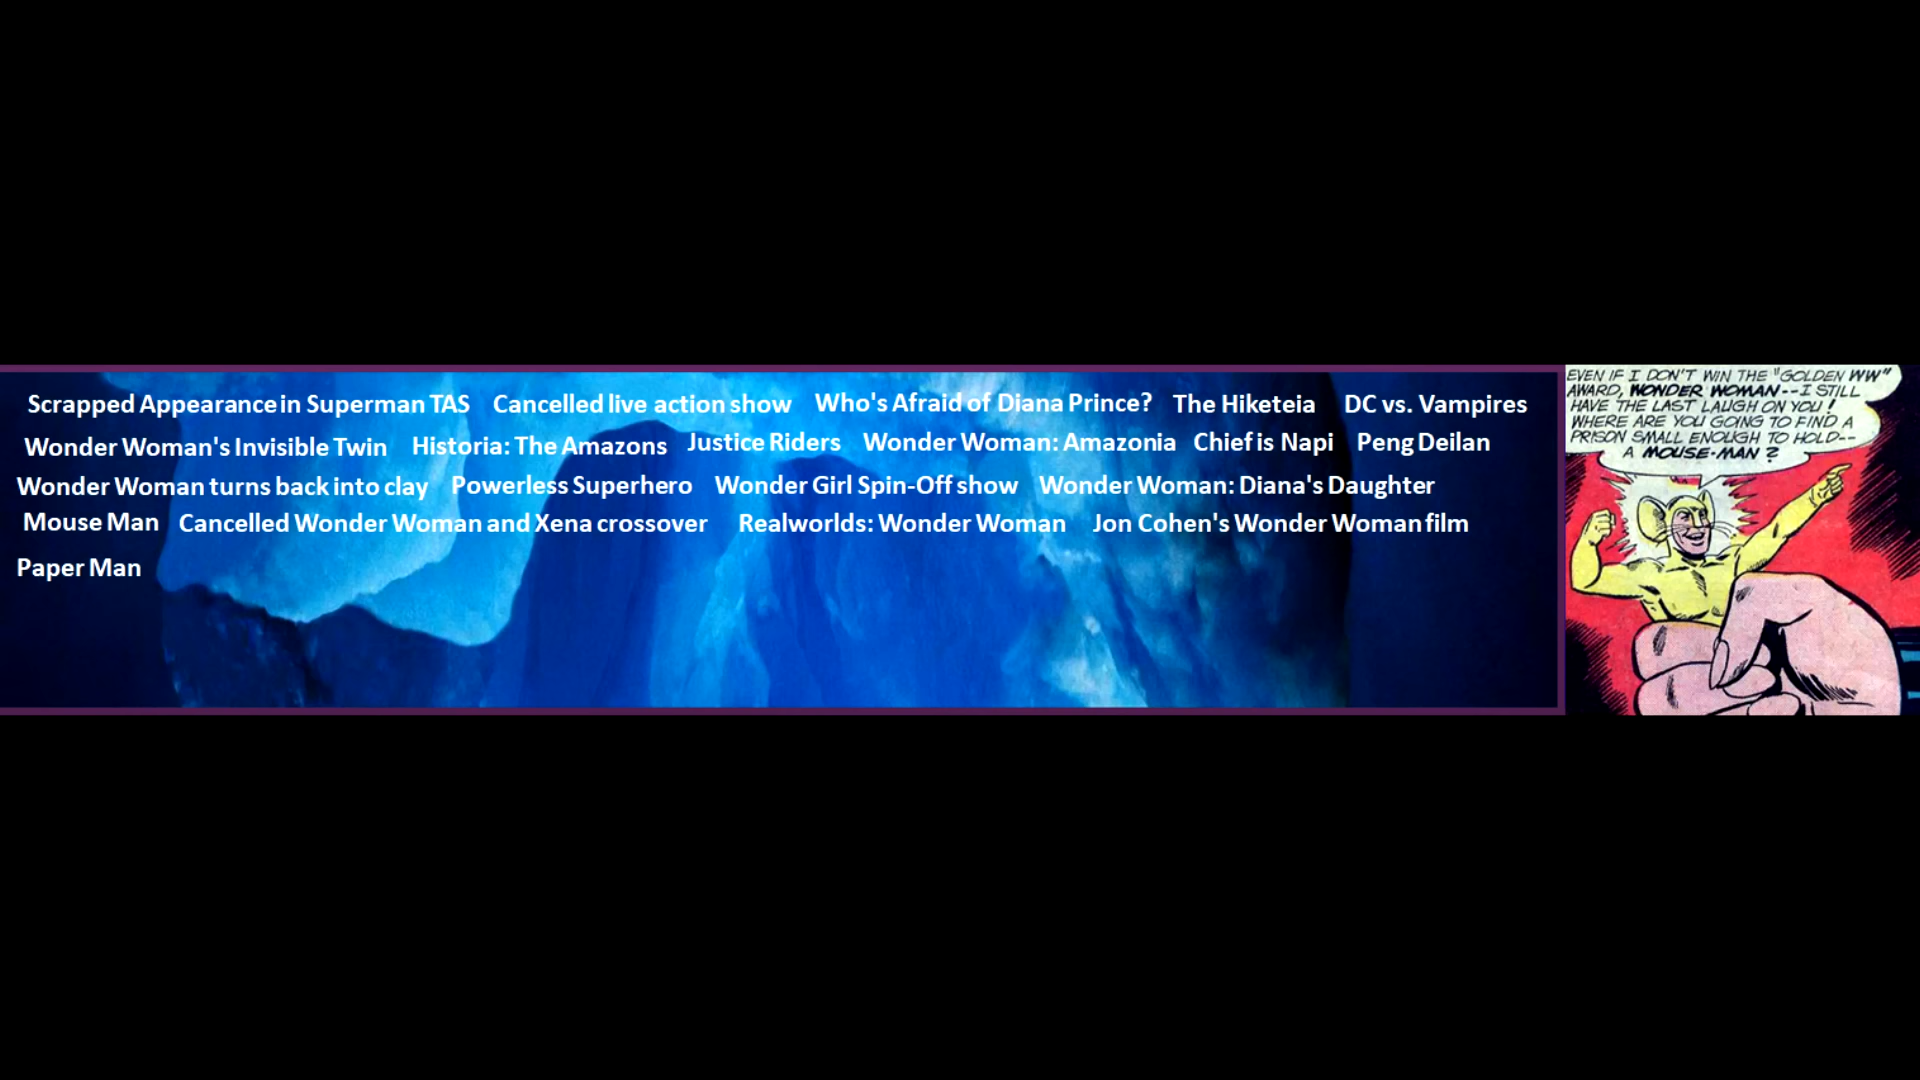 Scrapped Appearance in Superman TAS Cancelled live action show Who's Afraid of Diana Prince? The Hiketeia DC vs. Vampires
Wonder Woman's Invisible Twin Historia: The Amazons Justice Riders Wonder Woman: Amazonia Chief is Napi Peng Deilan
Wonder Woman turns back into clay Powerless Superhero Wonder Girl Spin-Off show Wonder Woman: Diana's Daughter
Mouse Man Cancelled Wonder Woman and Xena crossover Realworlds: Wonder Woman Jon Cohen's Wonder Woman film
Paper Man
EVEN IF I DON'T WIN THE "GOLDEN WW"
AWARD, WONDER WOMAN--I STILL
HAVE THE LAST LAUGH ON YOU!
WHERE ARE YOU GOING TO FIND A
PRISON SMALL ENOUGH TO HOLD--
A MOUSE-MAN?